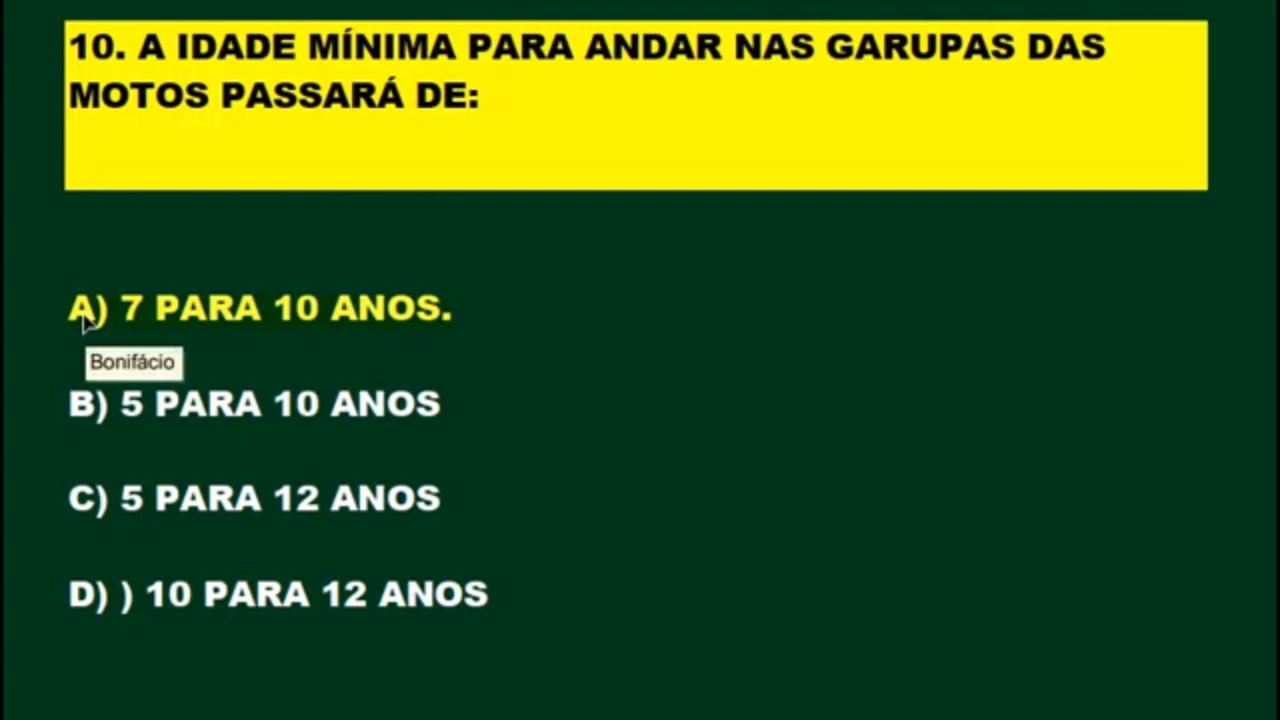 10. A IDADE MÍNIMA PARA ANDAR NAS GARUPAS DAS
MOTOS PASSARÁ DE:
A) 7 PARA 10 ANOS.
Bonifácio
B) 5 PARA 10 ANOS
C) 5 PARA 12 ANOS
D) ) 10 PARA 12 ANOS